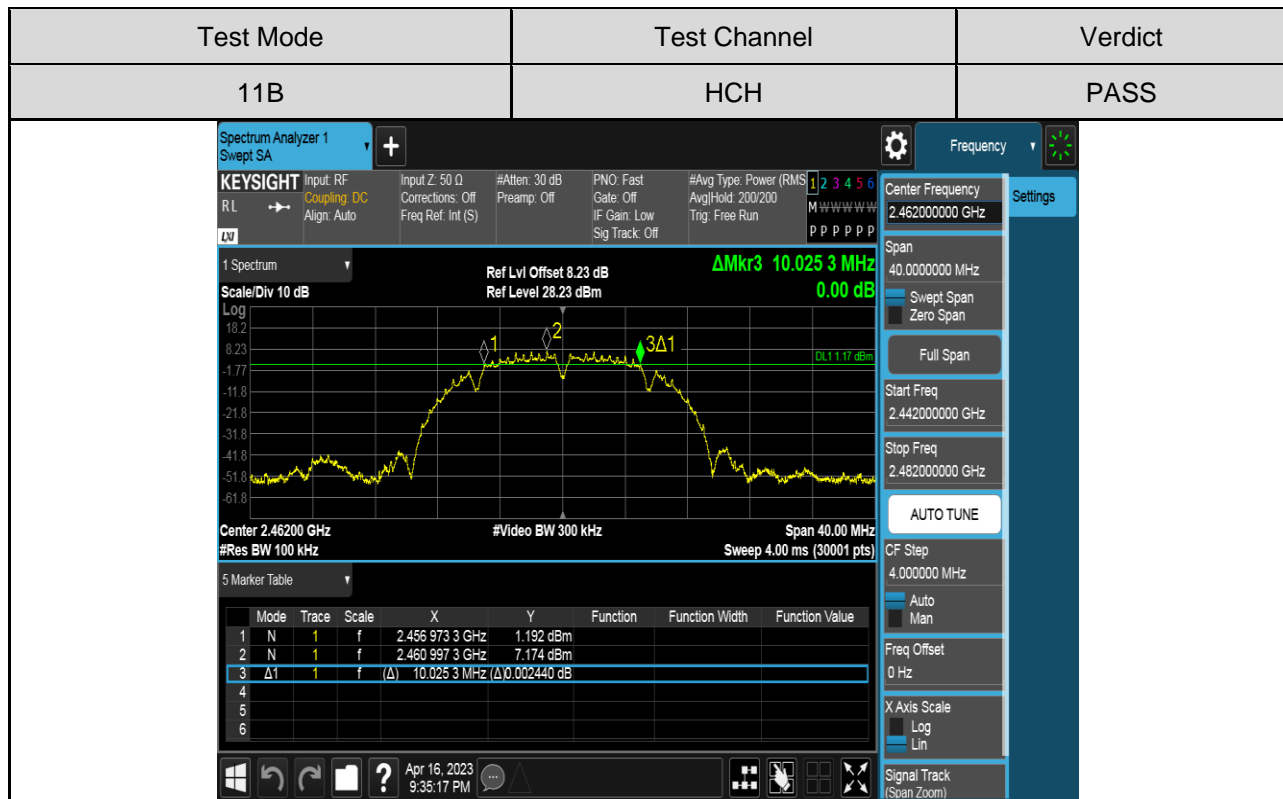 Test Mode Test Channel Verdict
11B HCH PASS
Spectrum Analyzer 1
Swept SA
+
Frequency
KEYSIGHT Input: RF Input Z: 50 Ω #Atten: 30 dB PNO: Fast #Avg Type: Power (RMS 1 2 3 4 5 6
RL Coupling: DC Corrections: Off Preamp: Off Gate: Off Avg|Hold: 200/200 M W W W W W
Align: Auto Freq Ref: Int (S) IF Gain: Low Trig: Free Run
LXI Sig Track: Off P P P P P P
1 Spectrum
Ref Lvl Offset 8.23 dB ΔMkr3 10.025 3 MHz
Scale/Div 10 dB Ref Level 28.23 dBm 0.00 dB
Log
18.2
8.23
-1.77
-11.8
-21.8
-31.8
-41.8
-51.8
-61.8
1
2
3Δ1
DL1 1.17 dBm
Center 2.46200 GHz #Video BW 300 kHz Span 40.00 MHz
#Res BW 100 kHz Sweep 4.00 ms (30001 pts)
5 Marker Table
Mode Trace Scale X Y Function Function Width Function Value
1 N 1 f 2.456 973 3 GHz 1.192 dBm
2 N 1 f 2.460 997 3 GHz 7.174 dBm
3 Δ1 1 f (Δ) 10.025 3 MHz (Δ)0.002440 dB
4
5
6
? Apr 16, 2023
9:35:17 PM
Settings
Center Frequency
2.462000000 GHz
Span
40.0000000 MHz
Swept Span
Zero Span
Full Span
Start Freq
2.442000000 GHz
Stop Freq
2.482000000 GHz
AUTO TUNE
CF Step
4.000000 MHz
Auto
Man
Freq Offset
0 Hz
X Axis Scale
Log
Lin
Signal Track
(Span Zoom)